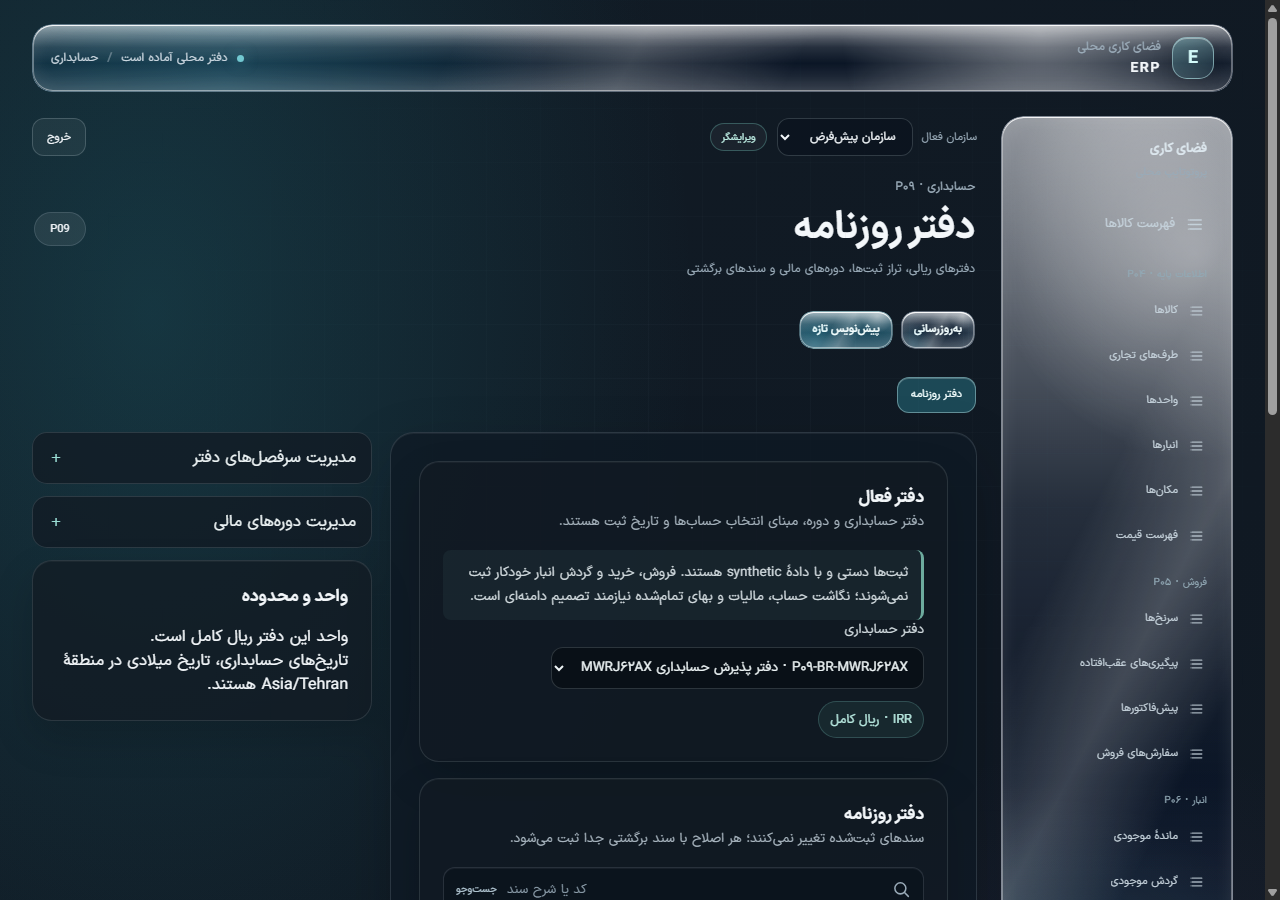 E
فضای کاری محلی
ERP
دفتر محلی آماده است / حسابداری
فضای کاری
فهرست کالاها
کالاها
طرف‌های تجاری
واحدها
انبارها
مکان‌ها
فهرست قیمت
فروش · P۰۵
سرنخ‌ها
پیگیری‌های عقب‌افتاده
پیش‌فاکتورها
سفارش‌های فروش
انبار · P۰۶
ماندهٔ موجودی
گردش موجودی
سازمان فعال
سازمان پیش‌فرض
ویرایشگر
خروج
حسابداری · P۰۹
دفتر روزنامه
P09
دفترهای ریالی، تراز ثبت‌ها، دوره‌های مالی و سندهای برگشتی
به‌روزرسانی
پیش‌نویس تازه
دفتر روزنامه
دفتر فعال
دفتر حسابداری و دوره، مبنای انتخاب حساب‌ها و تاریخ ثبت هستند.
ثبت‌ها دستی و با دادهٔ synthetic هستند. فروش، خرید و گردش انبار خودکار ثبت
نمی‌شوند؛ نگاشت حساب، مالیات و بهای تمام‌شده نیازمند تصمیم دامنه‌ای است.
دفتر حسابداری
P۰۹-BR-MWRJ۶۲AX · دفتر پذیرش حسابداری MWRJ۶۲AX
IRR · ریال کامل
دفتر روزنامه
سندهای ثبت‌شده تغییر نمی‌کنند؛ هر اصلاح با سند برگشتی جدا ثبت می‌شود.
کد یا شرح سند
جست‌وجو
مدیریت سرفصل‌های دفتر
+
مدیریت دوره‌های مالی
+
واحد و محدوده
واحد این دفتر ریال کامل است.
تاریخ‌های حسابداری، تاریخ میلادی در منطقهٔ
Asia/Tehran هستند.